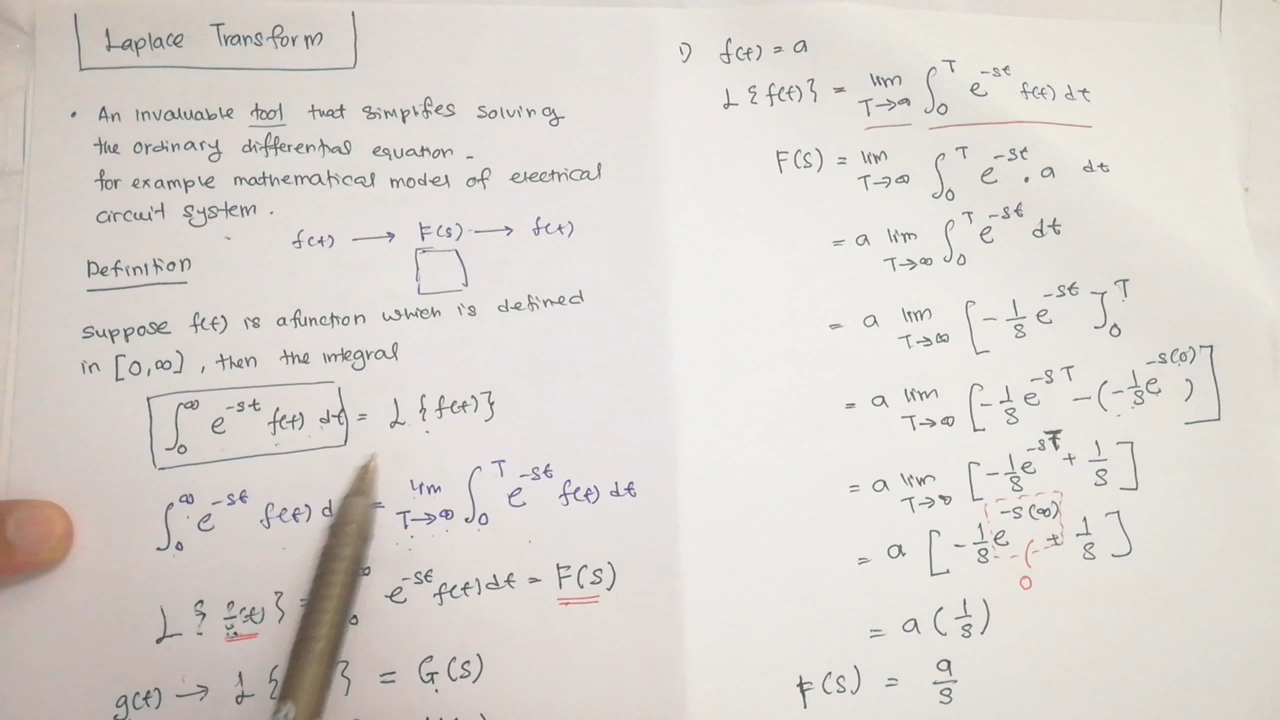 Laplace Transform
• An invaluable tool that simplifes solving
the ordinary differential equation -
for example mathematical model of electrical
circuit system.
f(t) → F(s) → f(t)
Definition
suppose f(t) is a function which is defined
in [0,∞], then the integral
∫₀^∞ e^-st f(t) dt = L{f(t)}
∫₀^∞ e^-st f(t) d = lim T→∞ ∫₀^T e^-st f(t) dt
L{f(t)} = e^-st f(t) dt = F(s)
g(t) → L{ } = G(s)
1) f(t) = a
L{f(t)} = lim T→∞ ∫₀^T e^-st f(t) dt
F(s) = lim T→∞ ∫₀^T e^-st . a dt
= a lim T→∞ ∫₀^T e^-st dt
= a lim T→∞ [-1/s e^-st]₀^T
= a lim T→∞ [-1/s e^-sT - (-1/s e^-s(0))]
= a lim T→∞ [-1/s e^-sT + 1/s]
= a [-1/s e^-s(∞) + 1/s]
0
= a (1/s)
F(s) = a/s